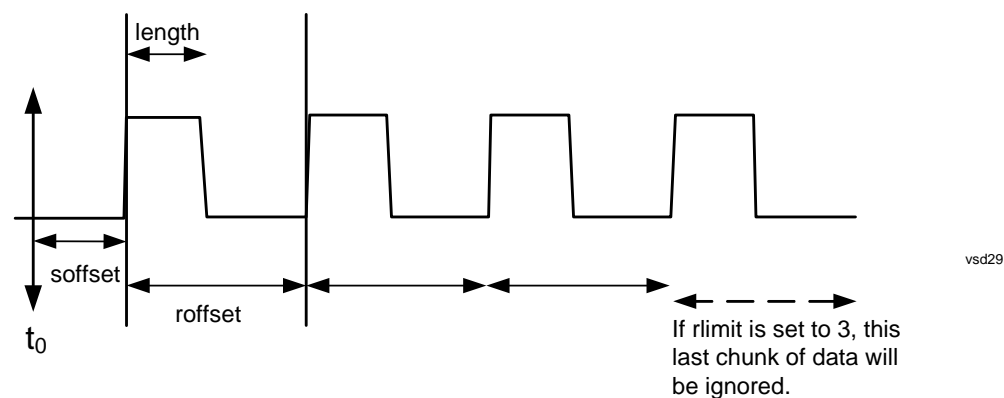 length
vsd29
soffset
roffset
t0
If rlimit is set to 3, this
last chunk of data will
be ignored.